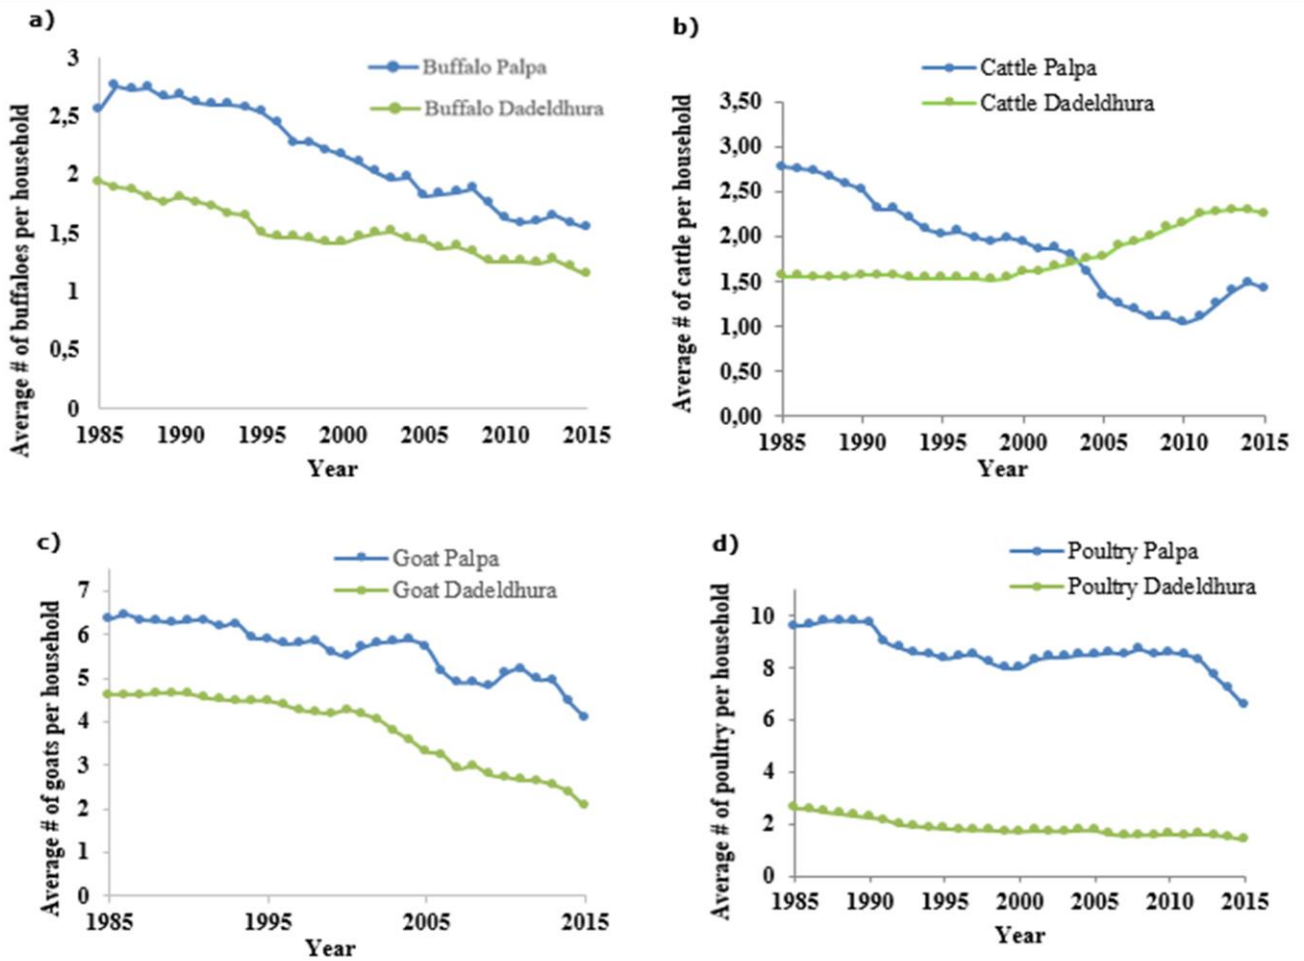 a)
Buffalo Palpa
Buffalo Dadeldhura
Average # of buffaloes per household
3
2,5
2
1,5
1
0,5
0
1985 1990 1995 2000 2005 2010 2015
Year
b)
Cattle Palpa
Cattle Dadeldhura
Average # of cattle per household
3,50
3,00
2,50
2,00
1,50
1,00
0,50
0,00
1985 1990 1995 2000 2005 2010 2015
Year
c)
Goat Palpa
Goat Dadeldhura
Average # of goats per household
7
6
5
4
3
2
1
0
1985 1995 2005 2015
Year
d)
Poultry Palpa
Poultry Dadeldhura
Average # of poultry per household
10
8
6
4
2
0
1985 1990 1995 2000 2005 2010 2015
Year